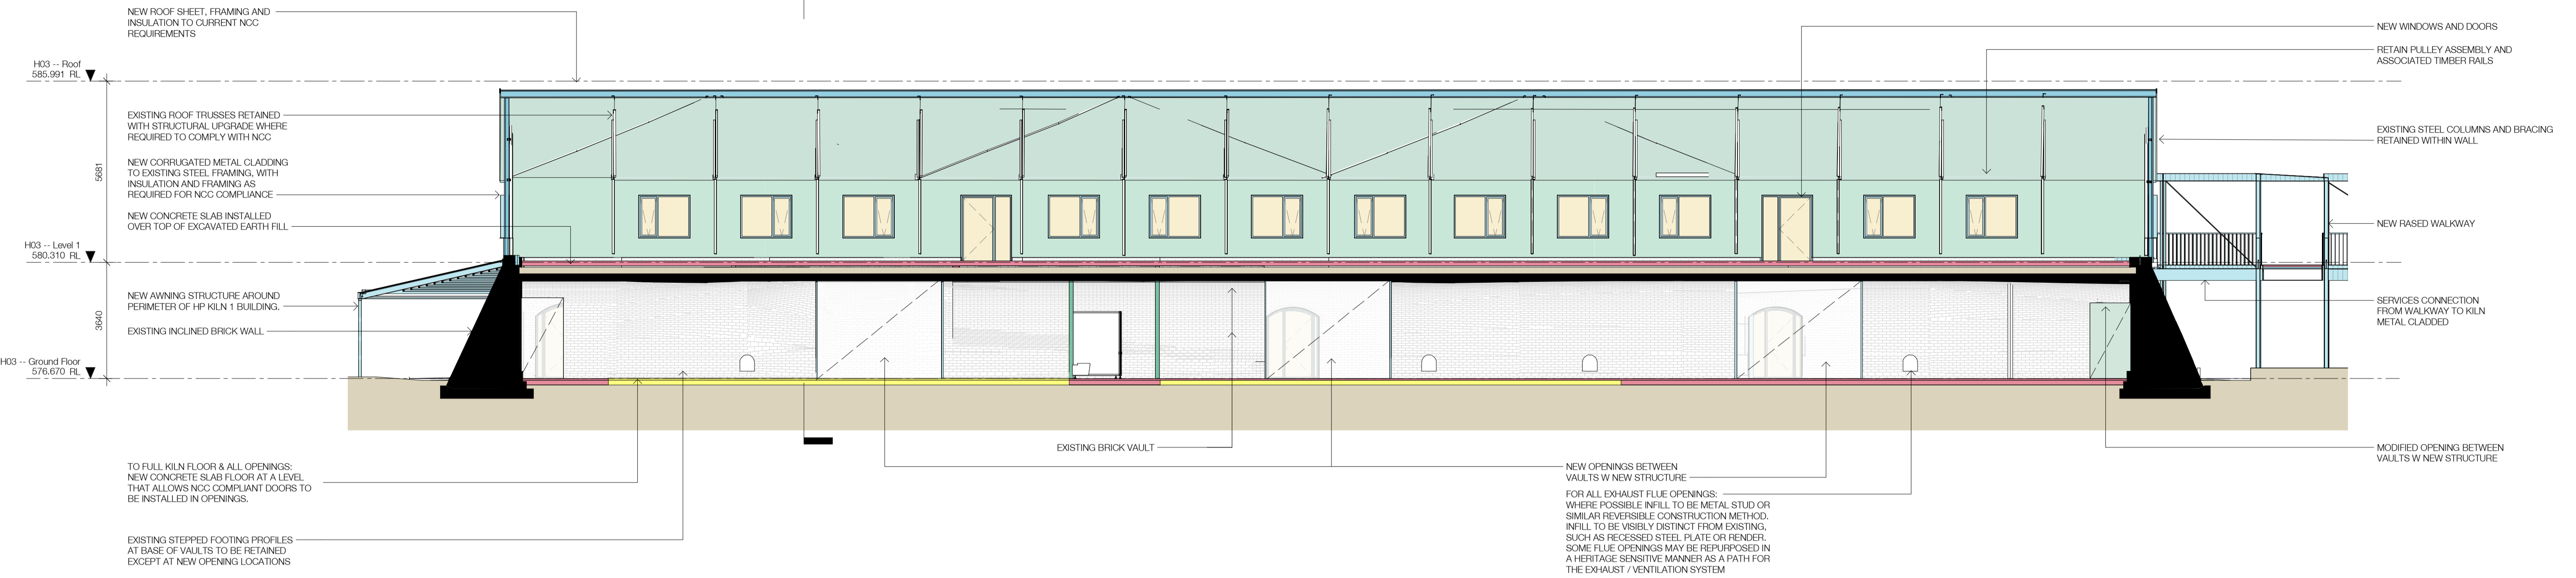 NEW ROOF SHEET, FRAMING AND
INSULATION TO CURRENT NCC
REQUIREMENTS
H03 -- Roof
585.991 RL
5681
EXISTING ROOF TRUSSES RETAINED
WITH STRUCTURAL UPGRADE WHERE
REQUIRED TO COMPLY WITH NCC
NEW CORRUGATED METAL CLADDING
TO EXISTING STEEL FRAMING, WITH
INSULATION AND FRAMING AS
REQUIRED FOR NCC COMPLIANCE
NEW CONCRETE SLAB INSTALLED
OVER TOP OF EXCAVATED EARTH FILL
H03 -- Level 1
580.310 RL
3640
NEW AWNING STRUCTURE AROUND
PERIMETER OF HP KILN 1 BUILDING.
EXISTING INCLINED BRICK WALL
H03 -- Ground Floor
576.670 RL
TO FULL KILN FLOOR & ALL OPENINGS:
NEW CONCRETE SLAB FLOOR AT A LEVEL
THAT ALLOWS NCC COMPLIANT DOORS TO
BE INSTALLED IN OPENINGS.
EXISTING STEPPED FOOTING PROFILES
AT BASE OF VAULTS TO BE RETAINED
EXCEPT AT NEW OPENING LOCATIONS
EXISTING BRICK VAULT
NEW OPENINGS BETWEEN
VAULTS W NEW STRUCTURE
FOR ALL EXHAUST FLUE OPENINGS:
WHERE POSSIBLE INFILL TO BE METAL STUD OR
SIMILAR REVERSIBLE CONSTRUCTION METHOD.
INFILL TO BE VISIBLY DISTINCT FROM EXISTING,
SUCH AS RECESSED STEEL PLATE OR RENDER.
SOME FLUE OPENINGS MAY BE REPURPOSED IN
A HERITAGE SENSITIVE MANNER AS A PATH FOR
THE EXHAUST / VENTILATION SYSTEM
NEW WINDOWS AND DOORS
RETAIN PULLEY ASSEMBLY AND
ASSOCIATED TIMBER RAILS
EXISTING STEEL COLUMNS AND BRACING
RETAINED WITHIN WALL
NEW RASED WALKWAY
SERVICES CONNECTION
FROM WALKWAY TO KILN
METAL CLADDED
MODIFIED OPENING BETWEEN
VAULTS W NEW STRUCTURE